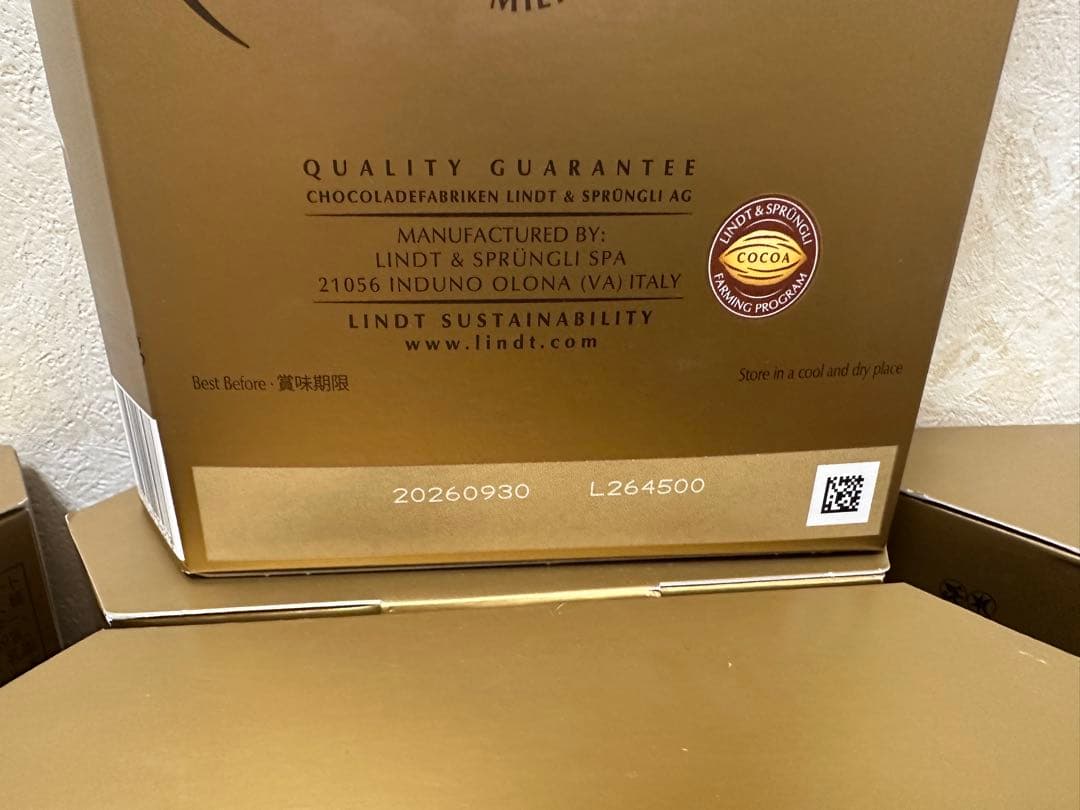 QUALITY GUARANTEE
CHOCOLADEFABRIKEN LINDT & SPRÜNGLI AG
MANUFACTURED BY:
LINDT & SPRÜNGLI SPA
21056 INDUNO OLONA (VA) ITALY
LINDT SUSTAINABILITY
www.lindt.com
LINDT & SPRÜNGLI
COCOA
FARMING PROGRAM
Best Before · 賞味期限
Store in a cool and dry place
20260930 L264500